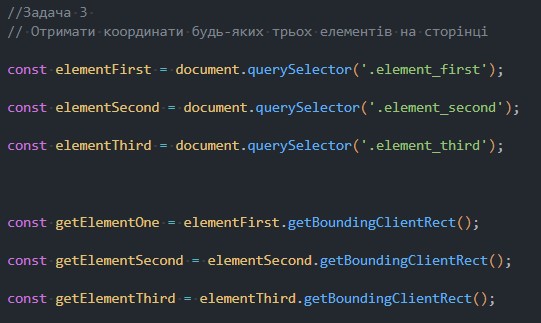 //Задача 3
// Отримати координати будь-яких трьох елементів на сторінці
const elementFirst = document.querySelector('.element_first');
const elementSecond = document.querySelector('.element_second');
const elementThird = document.querySelector('.element_third');
const getElementOne = elementFirst.getBoundingClientRect();
const getElementSecond = elementSecond.getBoundingClientRect();
const getElementThird = elementThird.getBoundingClientRect();